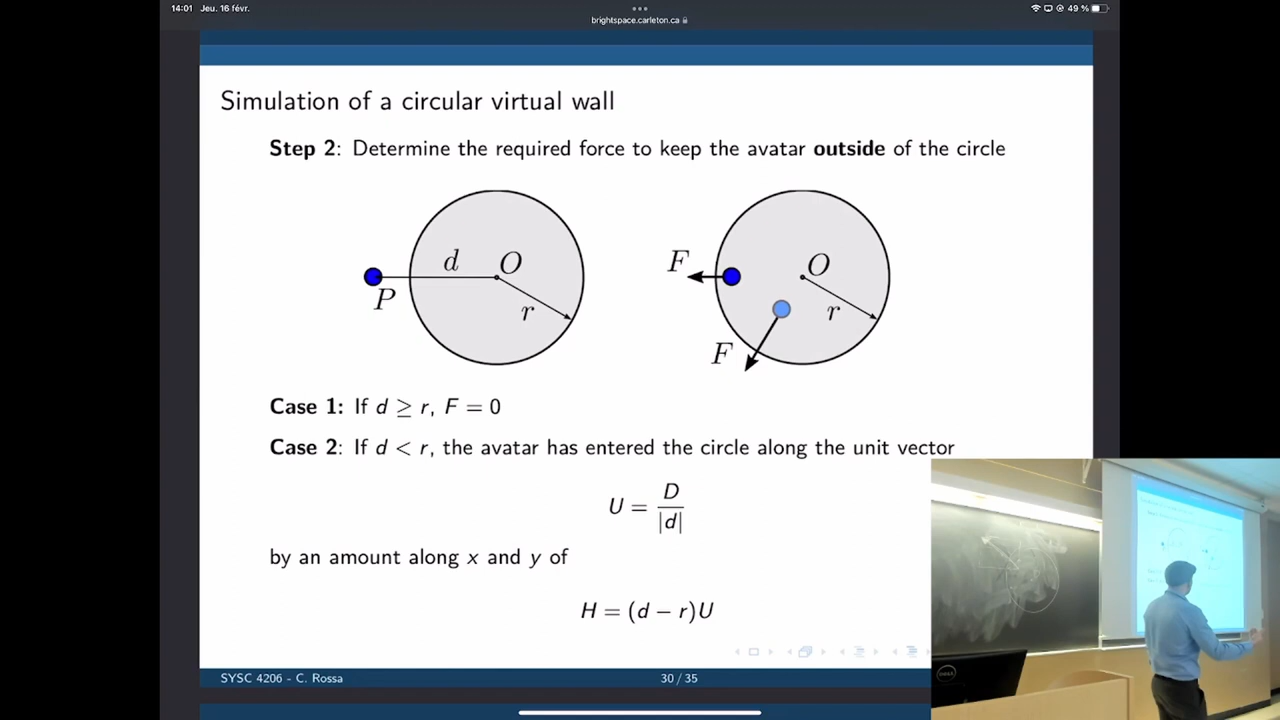 14:01 Jeu. 16 févr.
49 %
brightspace.carleton.ca
Simulation of a circular virtual wall
Step 2: Determine the required force to keep the avatar outside of the circle
d
O
P
r
F
O
r
F
Case 1: If d ≥ r, F = 0
Case 2: If d < r, the avatar has entered the circle along the unit vector
U = D / |d|
by an amount along x and y of
H = (d − r)U
SYSC 4206 - C. Rossa
30 / 35
DELL